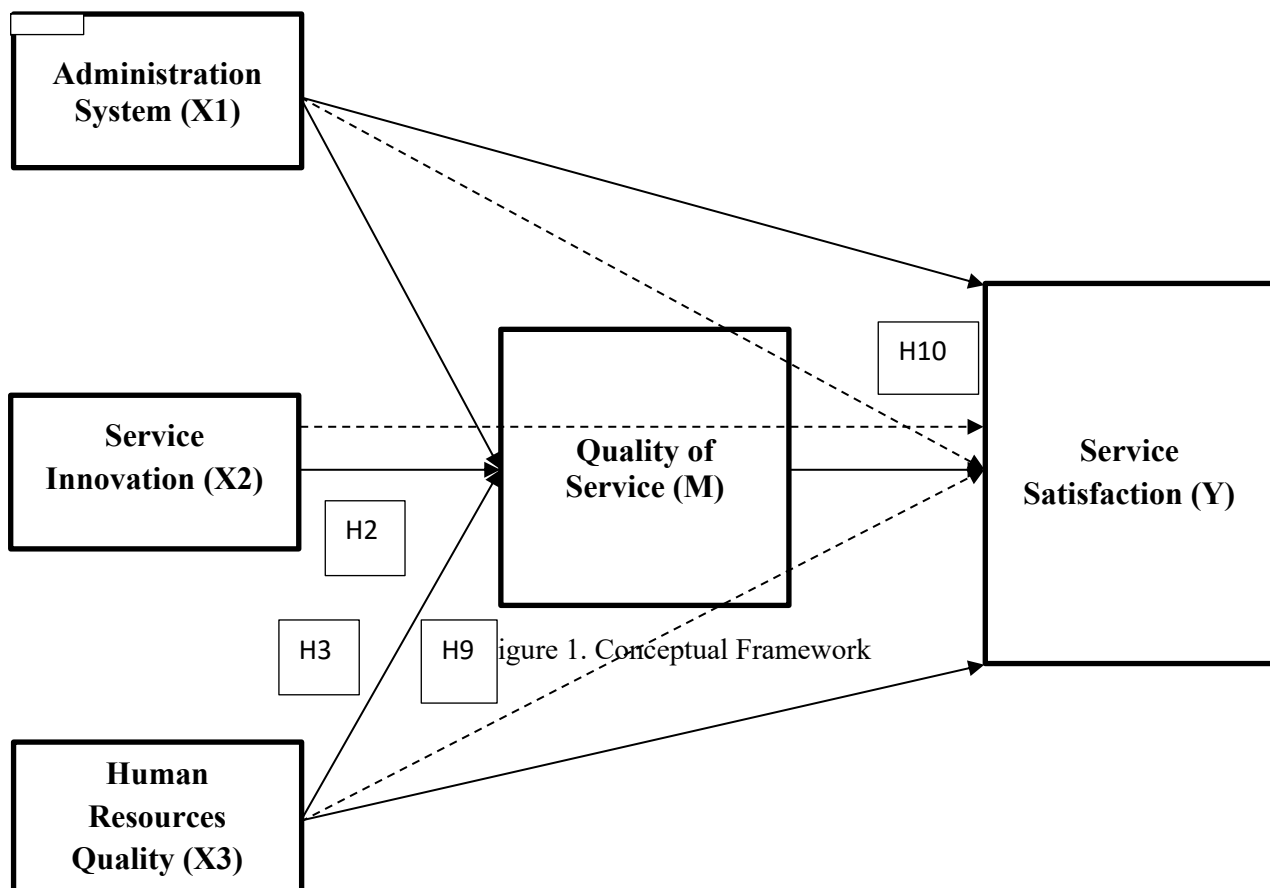 Administration
System (X1)
H10
Service
Innovation (X2)
Quality of
Service (M)
Service
Satisfaction (Y)
H2
H3
H9
igure 1. Conceptual Framework
Human
Resources
Quality (X3)